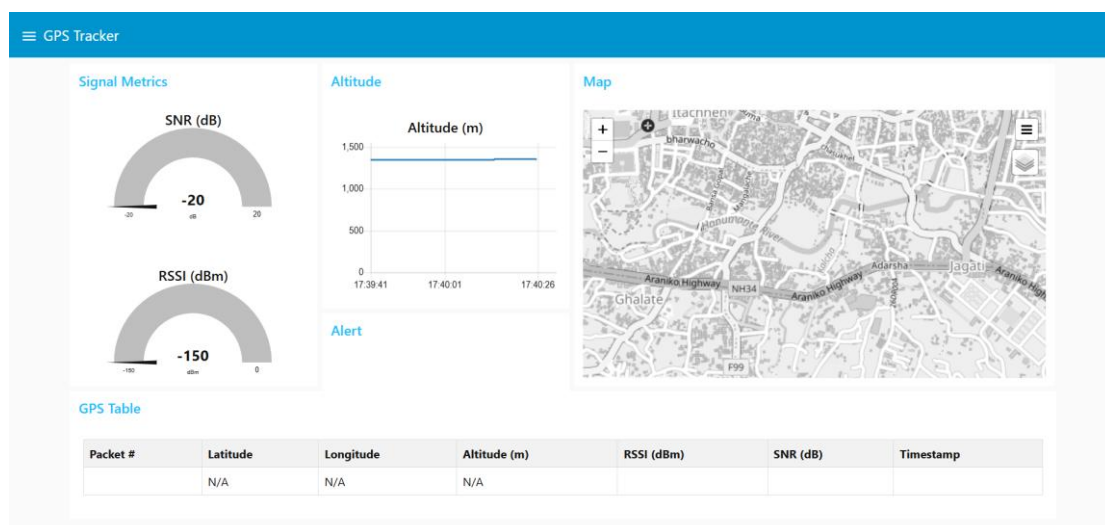 GPS Tracker
Signal Metrics
SNR (dB)
-20
dB
-20
20
RSSI (dBm)
-150
dBm
-150
0
Altitude
Altitude (m)
1,500
1,000
500
0
17:39:41
17:40:01
17:40:26
Alert
Map
+
−
Itachhen
bharwacho
Hanumante River
Araniko Highway
NH34
Araniko Highway
Adarsha
Jagati
Araniko High
Ghalate
F99
GPS Table
Packet # Latitude Longitude Altitude (m) RSSI (dBm) SNR (dB) Timestamp
N/A N/A N/A